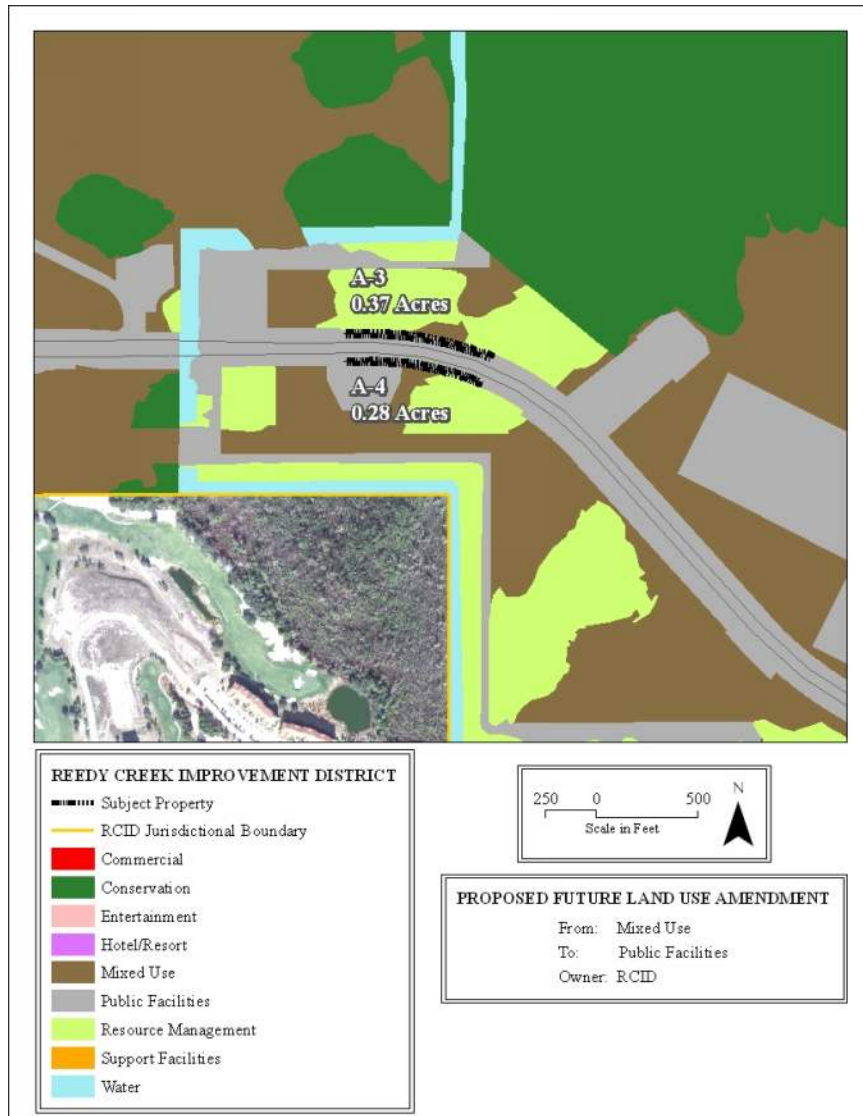 A-3
0.37 Acres
A-4
0.28 Acres
REEDY CREEK IMPROVEMENT DISTRICT
Subject Property
RCID Jurisdictional Boundary
Commercial
Conservation
Entertainment
Hotel/Resort
Mixed Use
Public Facilities
Resource Management
Support Facilities
Water
250 0 500
Scale in Feet
N
PROPOSED FUTURE LAND USE AMENDMENT
From: Mixed Use
To: Public Facilities
Owner: RCID